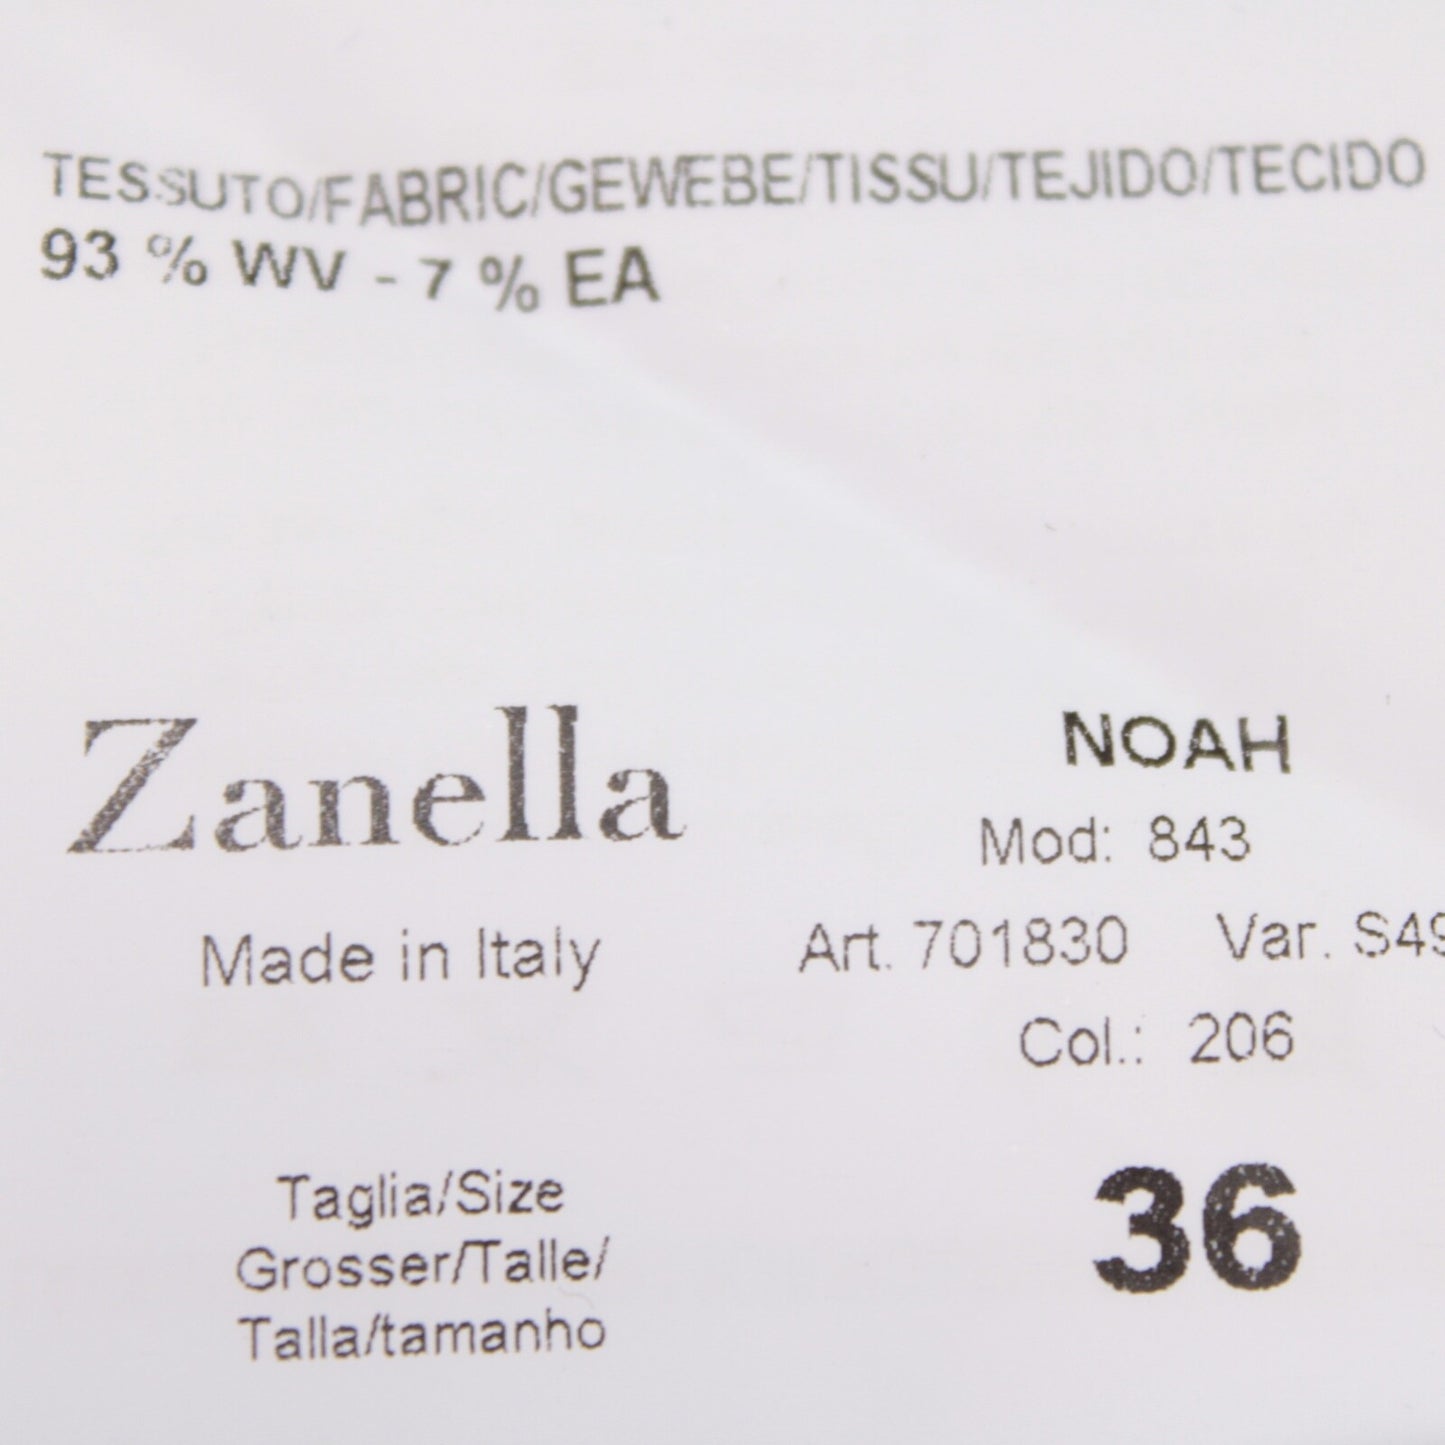 TESSUTO/FABRIC/GEWEBE/TISSU/TEJIDO/TECIDO
93 % WV - 7 % EA
Zanella
Made in Italy
NOAH
Mod: 843
Art. 701830 Var.
Col.: 206
Taglia/Size
Grosser/Talle/
Talla/tamanho
36